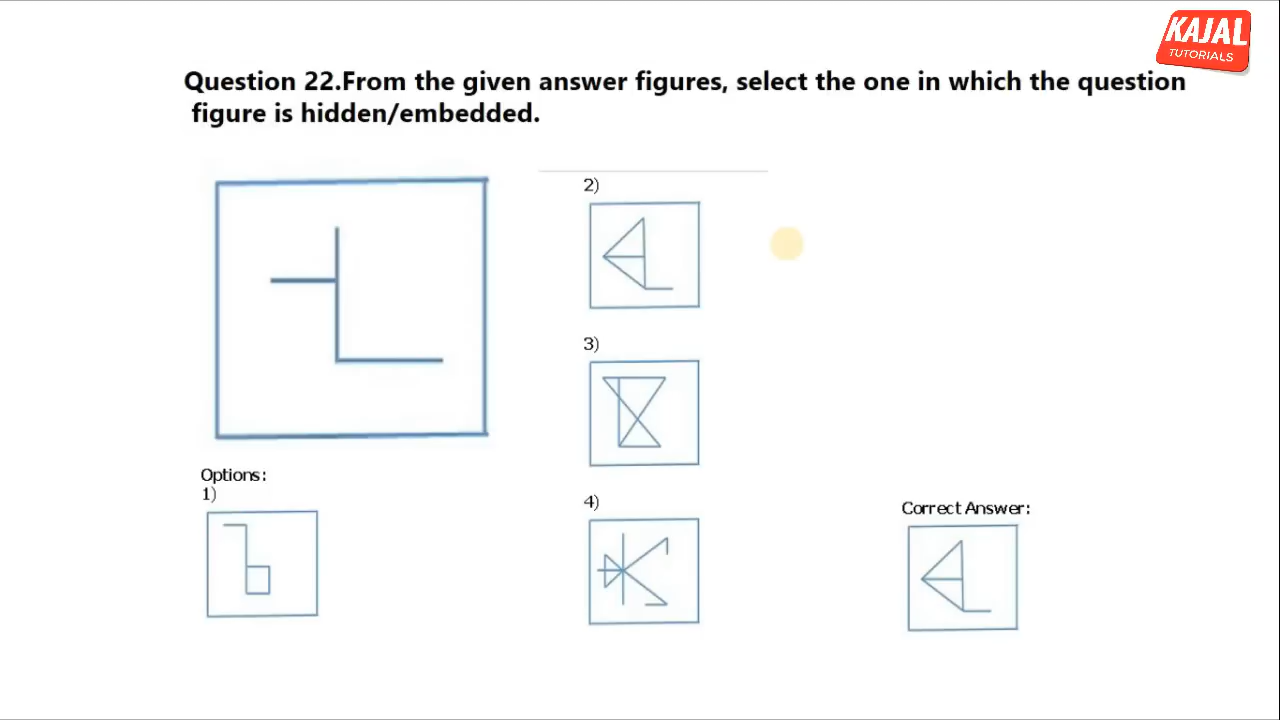 KAJAL
TUTORIALS
Question 22.From the given answer figures, select the one in which the question
figure is hidden/embedded.
2)
3)
Options:
1)
4)
Correct Answer: